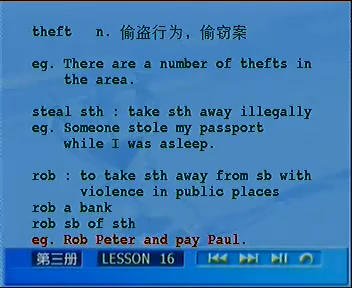 theft n. 偷盗行为，偷窃案
eg. There are a number of thefts in
the area.
steal sth : take sth away illegally
eg. Someone stole my passport
while I was asleep.
rob : to take sth away from sb with
violence in public places
rob a bank
rob sb of sth
eg. Rob Peter and pay Paul.
第三册 LESSON 16